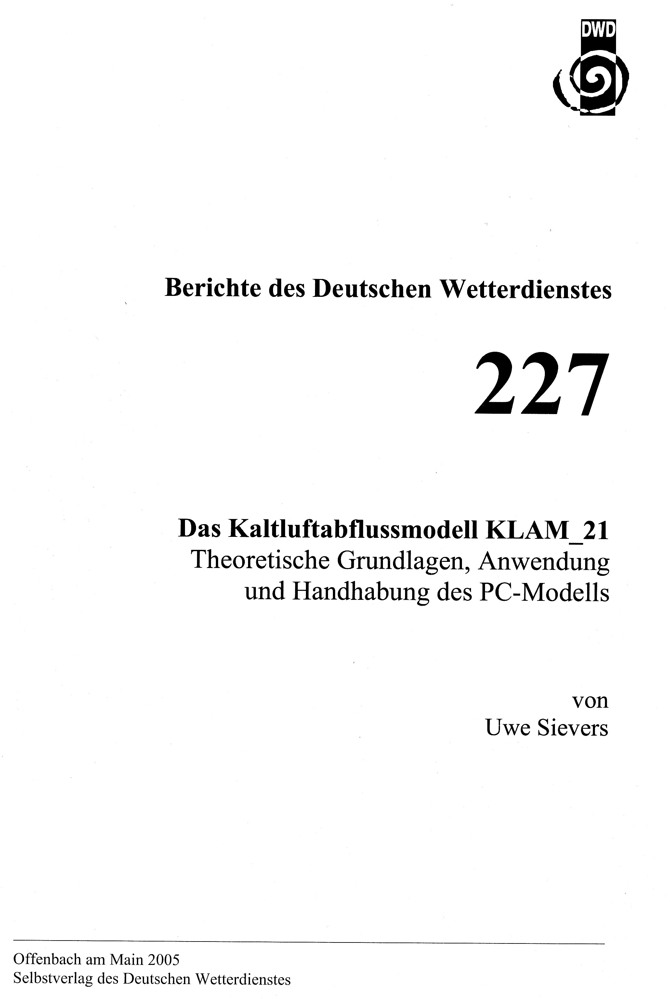 DWD
Berichte des Deutschen Wetterdienstes
227
Das Kaltluftabflussmodell KLAM_21
Theoretische Grundlagen, Anwendung
und Handhabung des PC-Modells
von
Uwe Sievers
Offenbach am Main 2005
Selbstverlag des Deutschen Wetterdienstes